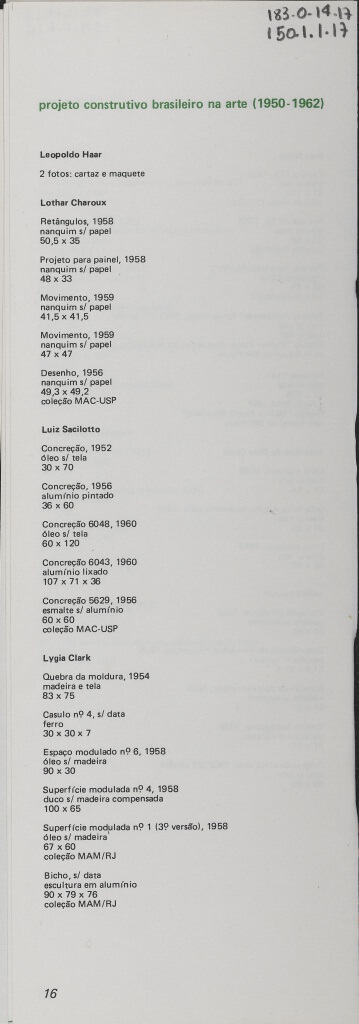 183-0-14-17
150-1.1-17
projeto construtivo brasileiro na arte (1950-1962)
Leopoldo Haar
2 fotos: cartaz e maquete
Lothar Charoux
Retângulos, 1958
nanquim s/ papel
50,5 x 35
Projeto para painel, 1958
nanquim s/ papel
48 x 33
Movimento, 1959
nanquim s/ papel
41,5 x 41,5
Movimento, 1959
nanquim s/ papel
47 x 47
Desenho, 1956
nanquim s/ papel
49,3 x 49,2
coleção MAC-USP
Luiz Sacilotto
Concreção, 1952
óleo s/ tela
30 x 70
Concreção, 1956
alumínio pintado
36 x 60
Concreção 6048, 1960
óleo s/ tela
60 x 120
Concreção 6043, 1960
alumínio lixado
107 x 71 x 36
Concreção 5629, 1956
esmalte s/ alumínio
60 x 60
coleção MAC-USP
Lygia Clark
Quebra da moldura, 1954
madeira e tela
83 x 75
Casulo nº 4, s/ data
ferro
30 x 30 x 7
Espaço modulado nº 6, 1958
óleo s/ madeira
90 x 30
Superfície modulada nº 4, 1958
duco s/ madeira compensada
100 x 65
Superfície modulada nº 1 (3º versão), 1958
óleo s/ madeira
67 x 60
coleção MAM/RJ
Bicho, s/ data
escultura em alumínio
90 x 79 x 76
coleção MAM/RJ
16